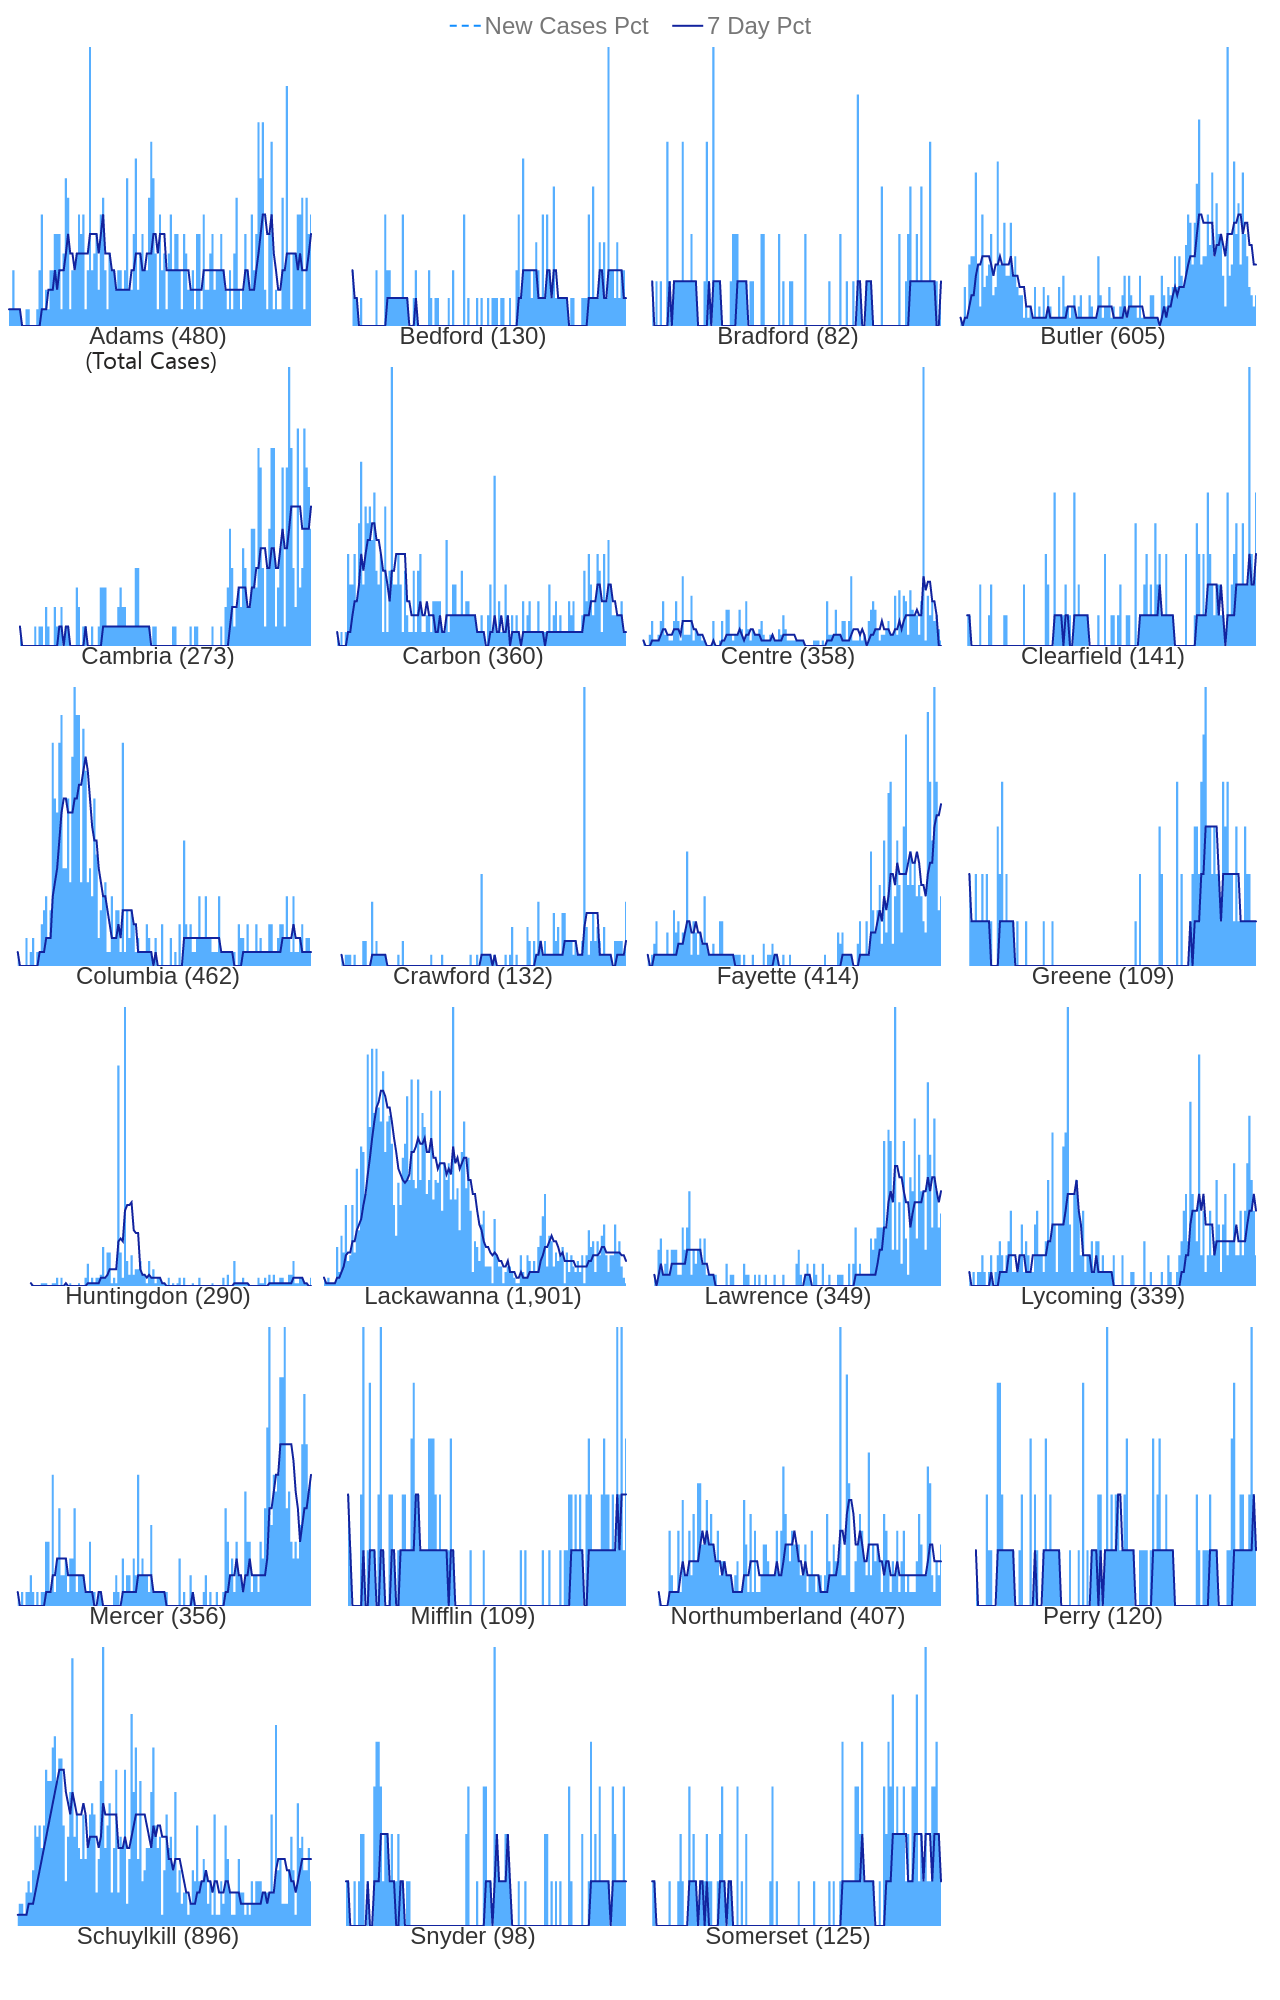 New Cases Pct 7 Day Pct
Adams (480) Bedford (130) Bradford (82) Butler (605)
(Total Cases)
Cambria (273) Carbon (360) Centre (358) Clearfield (141)
Columbia (462) Crawford (132) Fayette (414) Greene (109)
Huntingdon (290) Lackawanna (1,901) Lawrence (349) Lycoming (339)
Mercer (356) Mifflin (109) Northumberland (407) Perry (120)
Schuylkill (896) Snyder (98) Somerset (125)